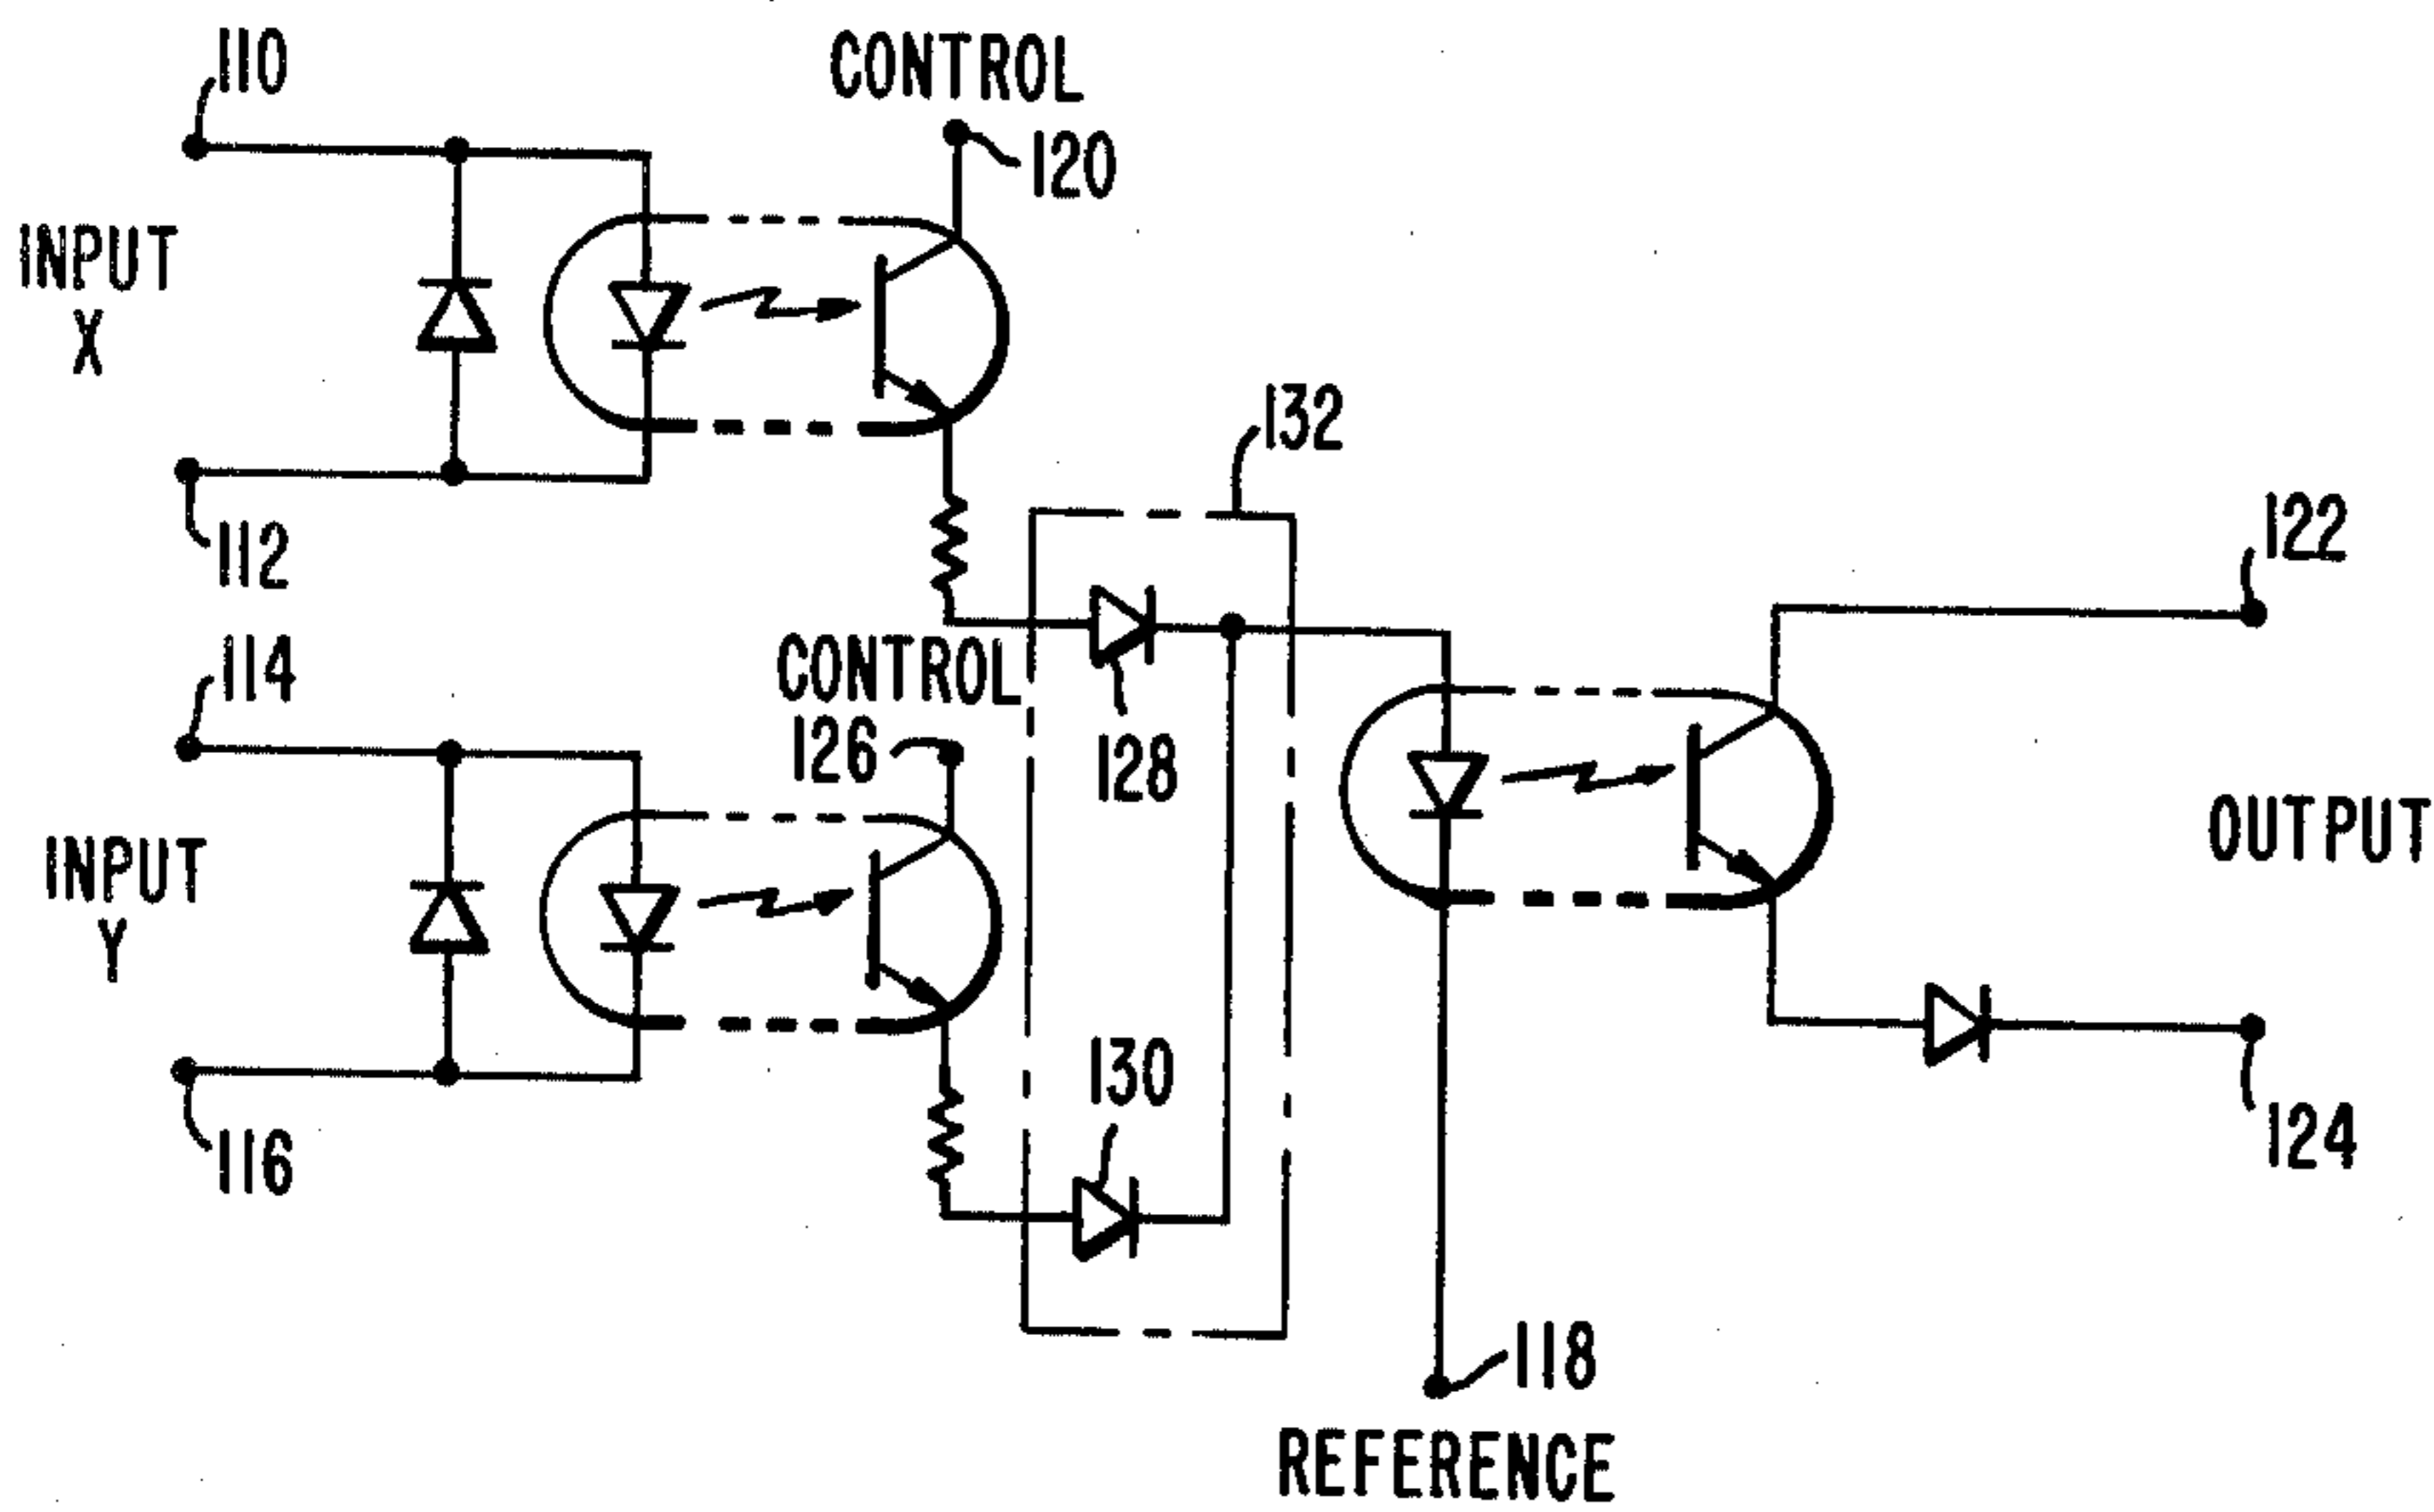 110
CONTROL
120
INPUT
X
112
132
122
114
CONTROL
126
128
INPUT
Y
OUTPUT
130
116
124
118
REFERENCE